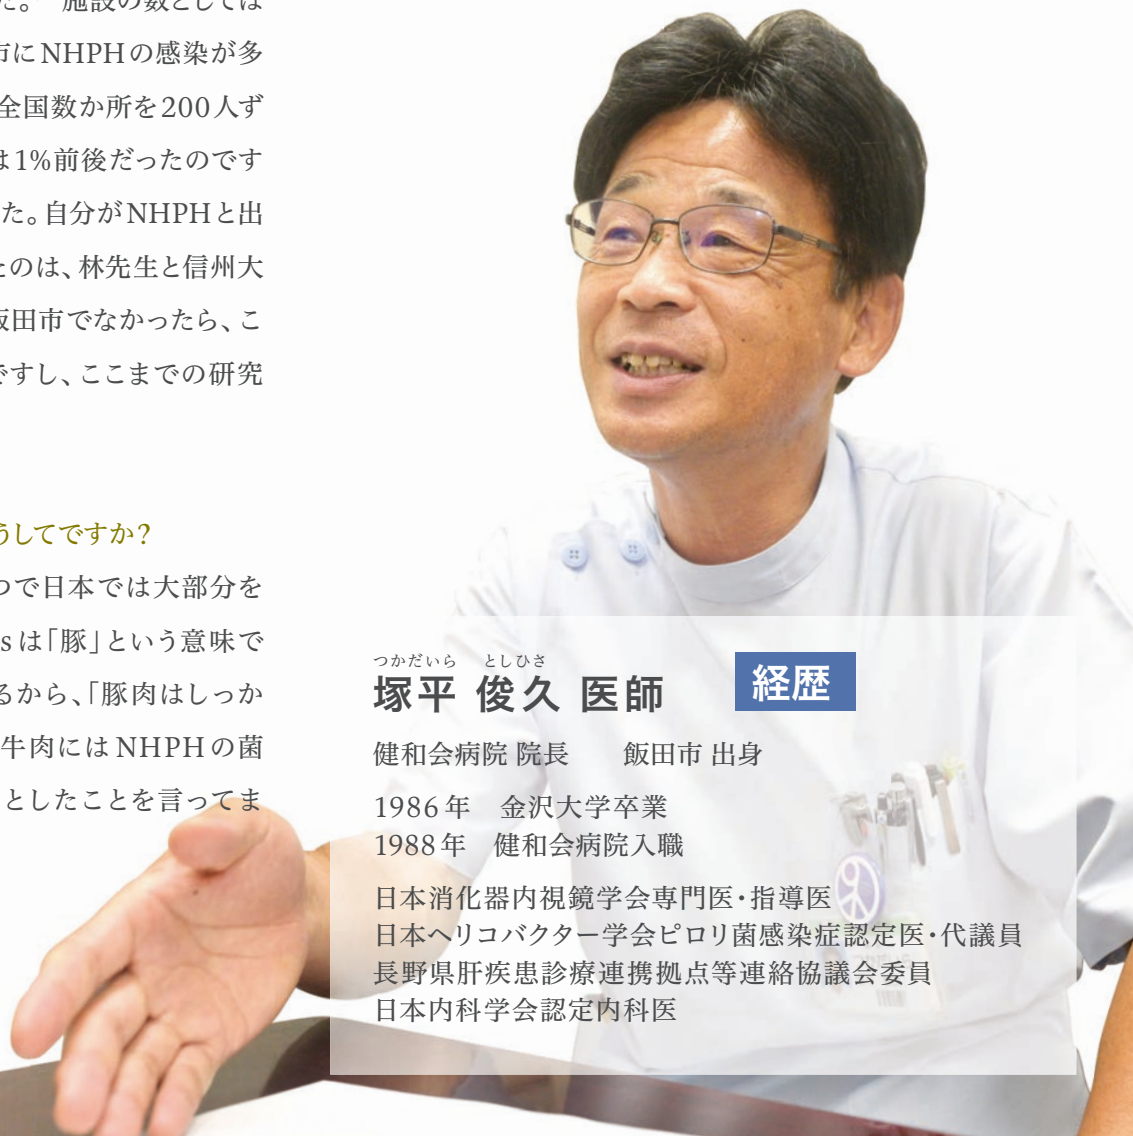 た。 施設の数としては
市にNHPHの感染が多
全国数か所を200人ず
は1%前後だったのです
た。自分がNHPHと出
たのは、林先生と信州大
飯田市でなかったら、こ
ですし、ここまでの研究
うしてですか？
つで日本では大部分を
sは「豚」という意味で
るから、「豚肉はしっか
牛肉にはNHPHの菌
としたことを言ってま
つかだいら としひさ
塚平 俊久 医師
経歴
健和会病院 院長 飯田市 出身
1986年 金沢大学卒業
1988年 健和会病院入職
日本消化器内視鏡学会専門医・指導医
日本ヘリコバクター学会ピロリ菌感染症認定医・代議員
長野県肝疾患診療連携拠点等連絡協議会委員
日本内科学会認定内科医